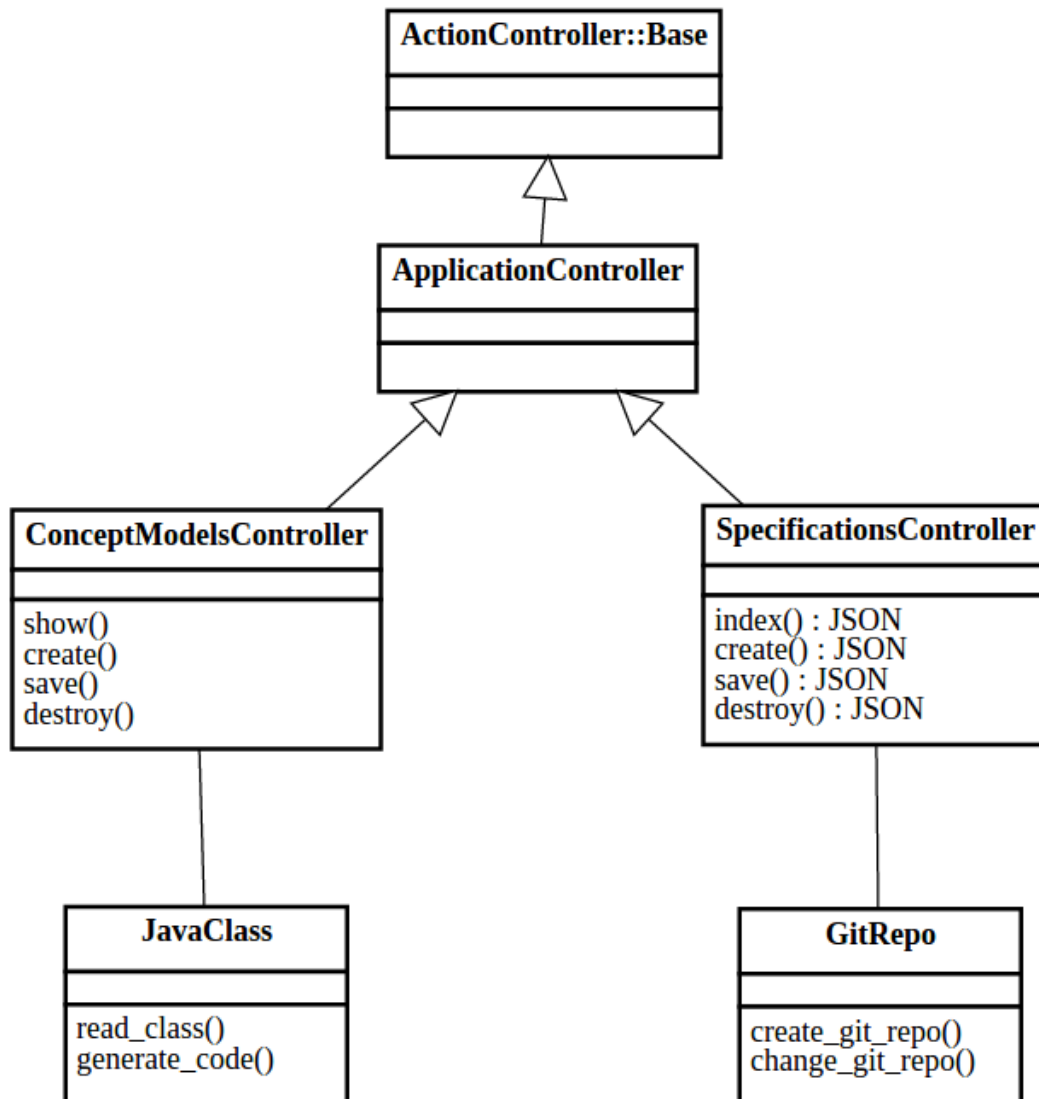 ActionController::Base
ApplicationController
ConceptModelsController
show()
create()
save()
destroy()
SpecificationsController
index() : JSON
create() : JSON
save() : JSON
destroy() : JSON
JavaClass
read_class()
generate_code()
GitRepo
create_git_repo()
change_git_repo()